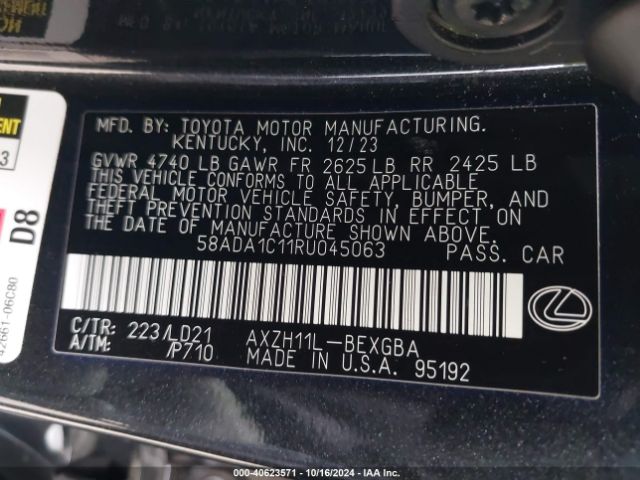 MFD. BY: TOYOTA MOTOR MANUFACTURING.
KENTUCKY, INC. 12/23
GVWR 4740 LB GAWR FR 2625 LB RR 2425 LB
THIS VEHICLE CONFORMS TO ALL APPLICABLE
FEDERAL MOTOR VEHICLE SAFETY, BUMPER, AND
THEFT PREVENTION STANDARDS IN EFFECT ON
THE DATE OF MANUFACTURE SHOWN ABOVE.
58ADA1C11RU045063 PASS. CAR
C/TR: 223/LD21 AXZH11L-BEXGBA
A/TM: /P710 MADE IN U.S.A. 95192
D8
42661-06C80
000-40623571 - 10/16/2024 - IAA Inc.